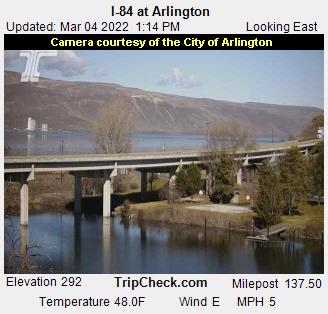 I-84 at Arlington
Updated: Mar 04 2022 1:14 PM Looking East
Camera courtesy of the City of Arlington
Elevation 292 TripCheck.com Milepost 137.50
Temperature 48.0F Wind E MPH 5